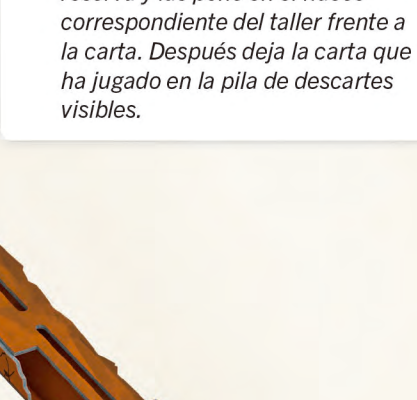 correspondiente del taller frente a
la carta. Después deja la carta que
ha jugado en la pila de descartes
visibles.